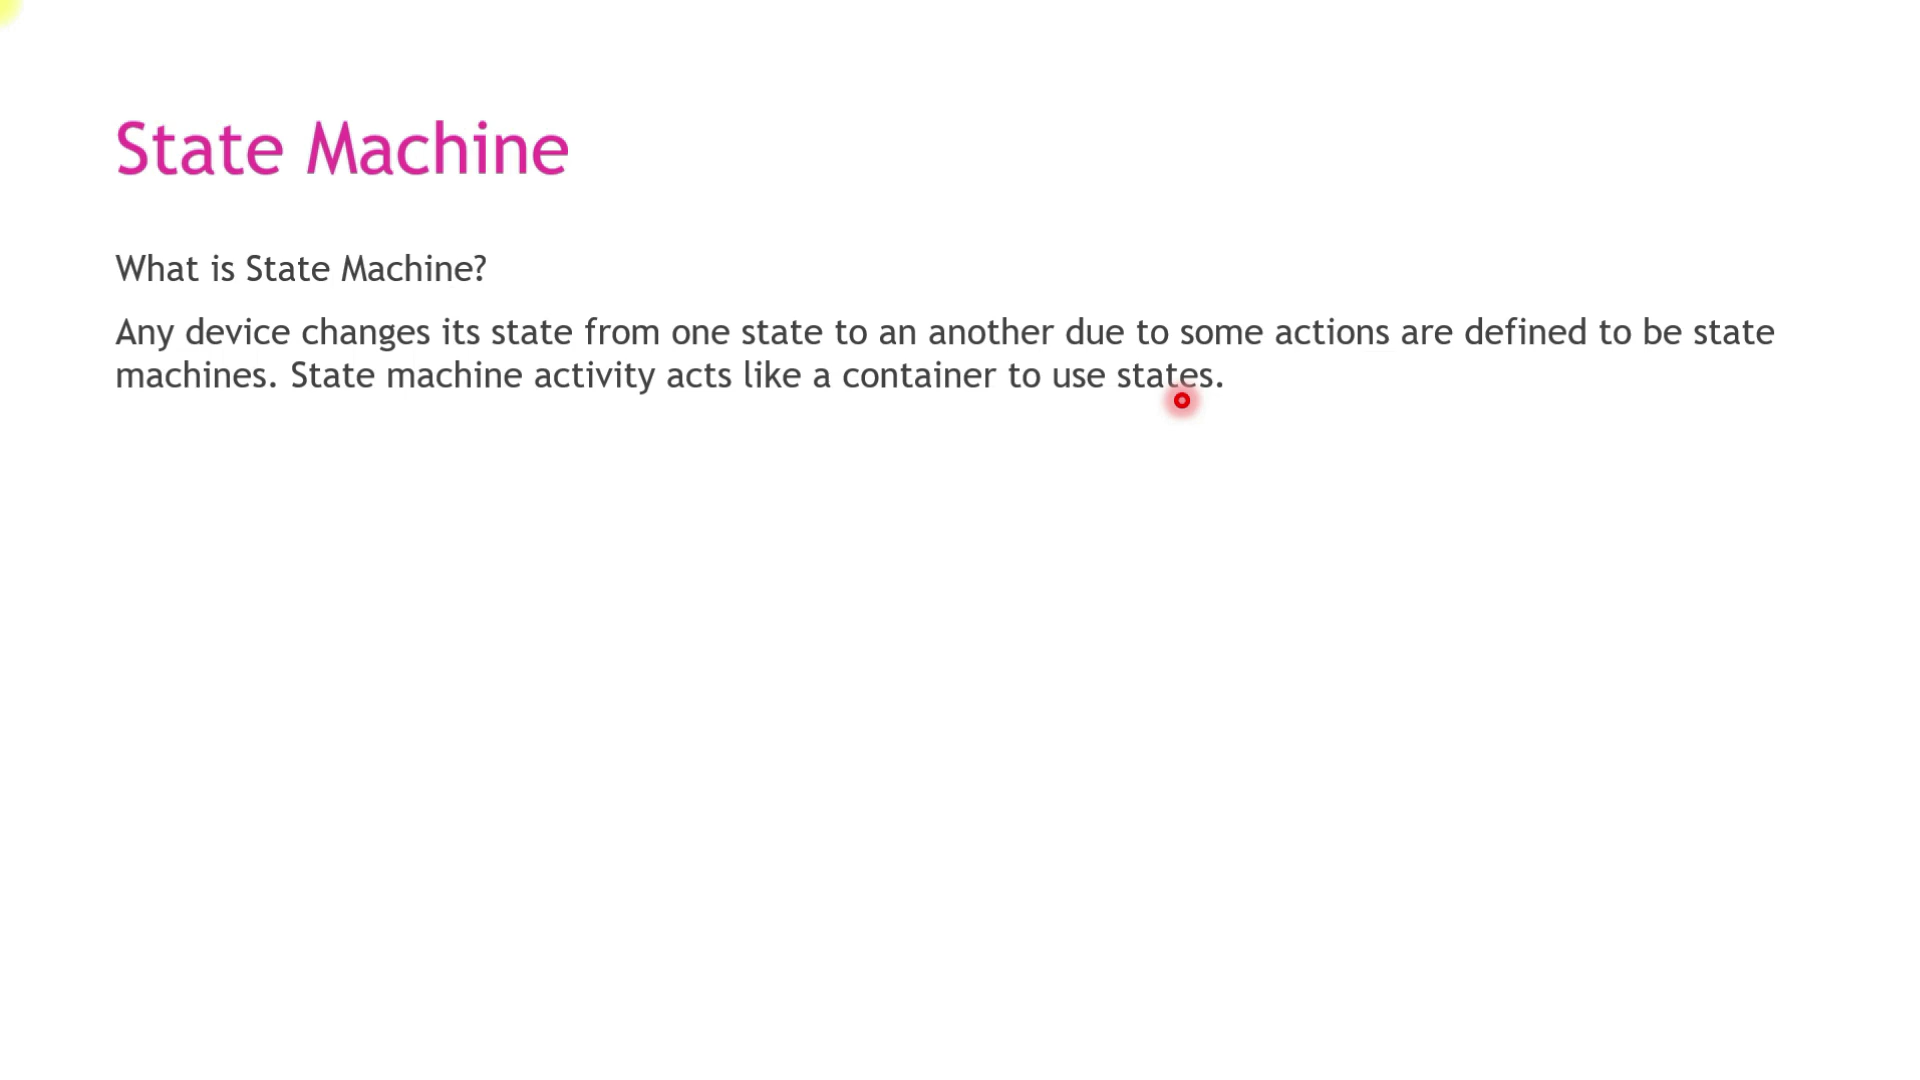 State Machine
What is State Machine?
Any device changes its state from one state to an another due to some actions are defined to be state
machines. State machine activity acts like a container to use states.